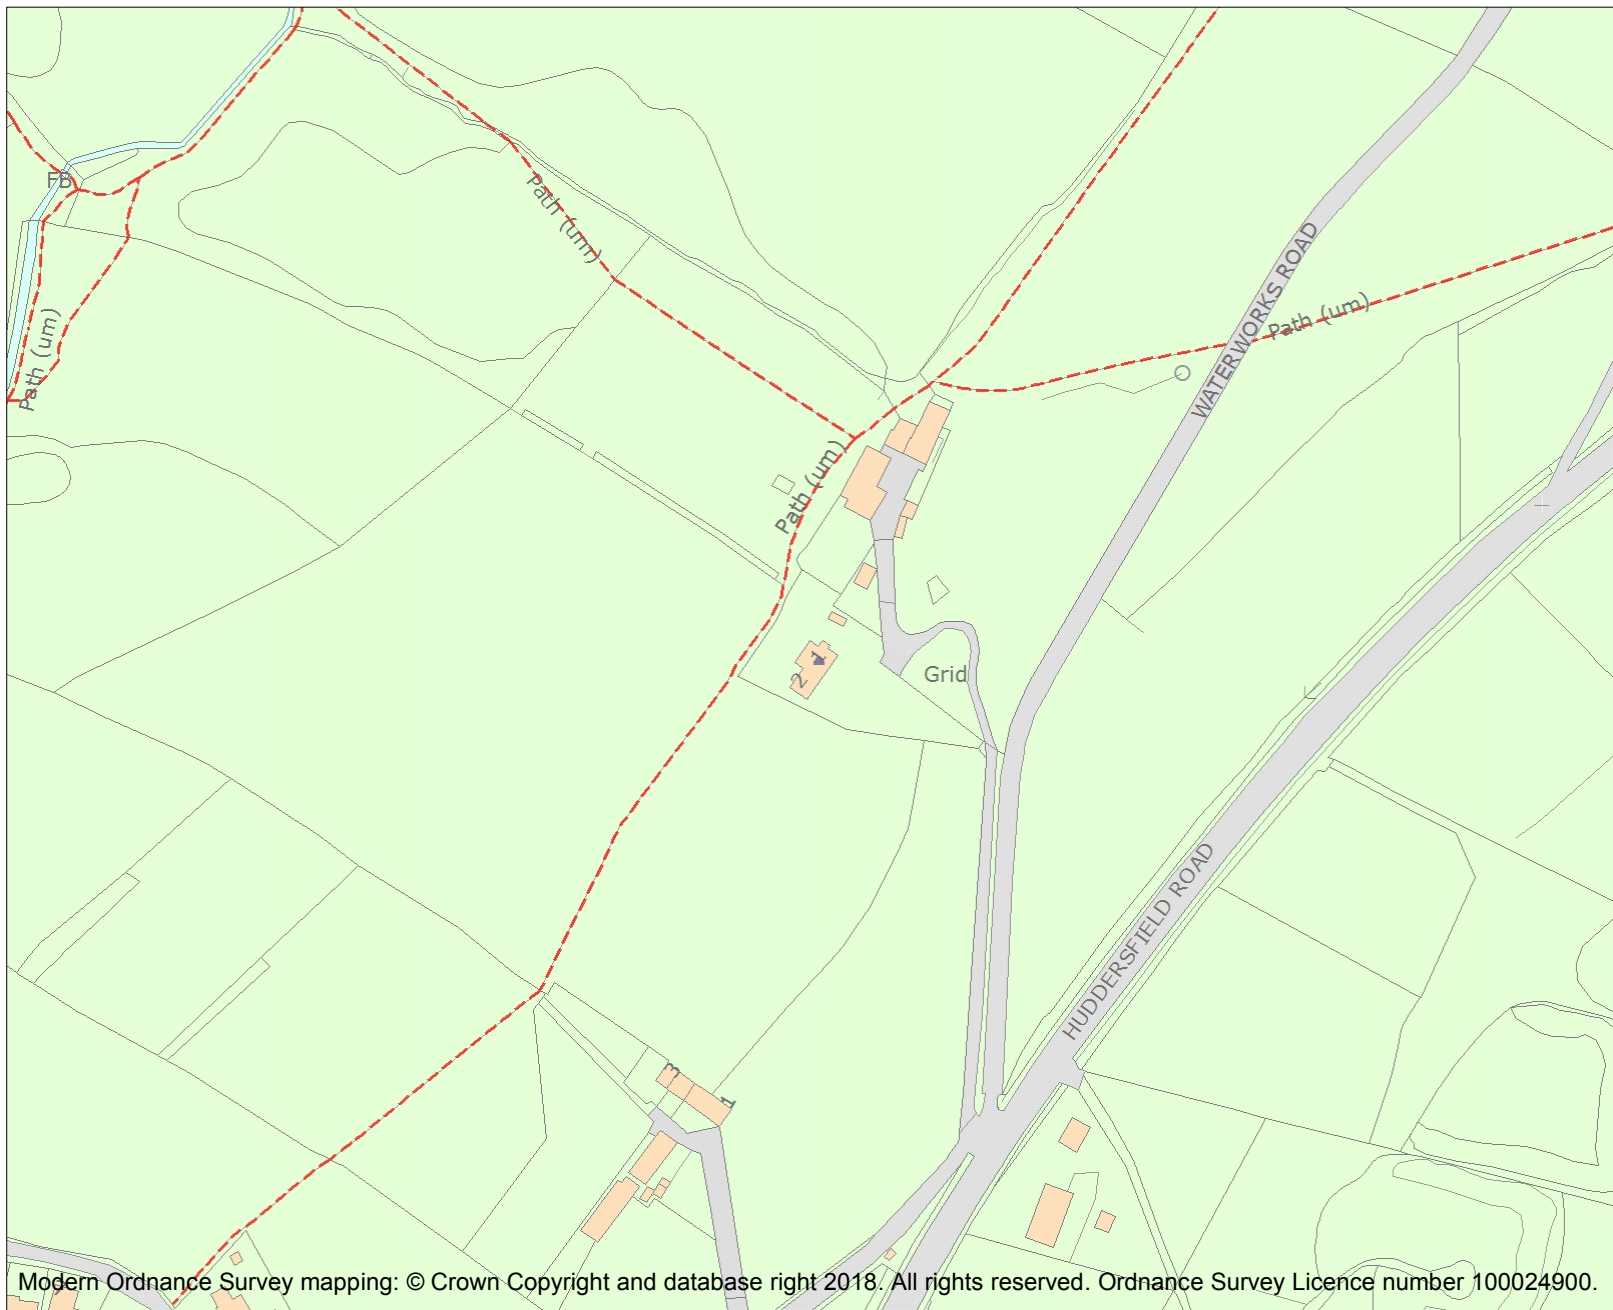 FB
Path (um)
WATERWORKS ROAD
Path (um)
Path (um)
Path (um)
1
2
Grid
HUDDERSFIELD ROAD
3
1
Modern Ordnance Survey mapping: © Crown Copyright and database right 2018. All rights reserved. Ordnance Survey Licence number 100024900.